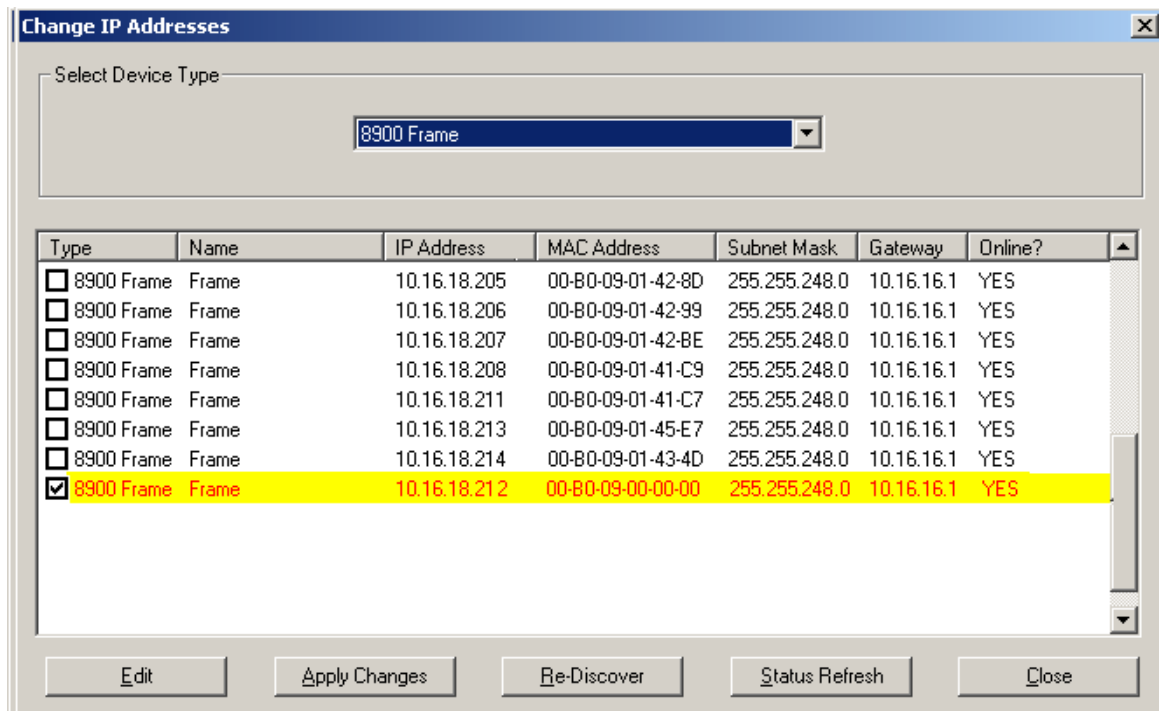 Change IP Addresses
Select Device Type
8900 Frame
Type Name IP Address MAC Address Subnet Mask Gateway Online?
8900 Frame Frame 10.16.18.205 00-B0-09-01-42-8D 255.255.248.0 10.16.16.1 YES
8900 Frame Frame 10.16.18.206 00-B0-09-01-42-99 255.255.248.0 10.16.16.1 YES
8900 Frame Frame 10.16.18.207 00-B0-09-01-42-BE 255.255.248.0 10.16.16.1 YES
8900 Frame Frame 10.16.18.208 00-B0-09-01-41-C9 255.255.248.0 10.16.16.1 YES
8900 Frame Frame 10.16.18.211 00-B0-09-01-41-C7 255.255.248.0 10.16.16.1 YES
8900 Frame Frame 10.16.18.213 00-B0-09-01-45-E7 255.255.248.0 10.16.16.1 YES
8900 Frame Frame 10.16.18.214 00-B0-09-01-43-4D 255.255.248.0 10.16.16.1 YES
8900 Frame Frame 10.16.18.212 00-B0-09-00-00-00 255.255.248.0 10.16.16.1 YES
Edit Apply Changes Re-Discover Status Refresh Close